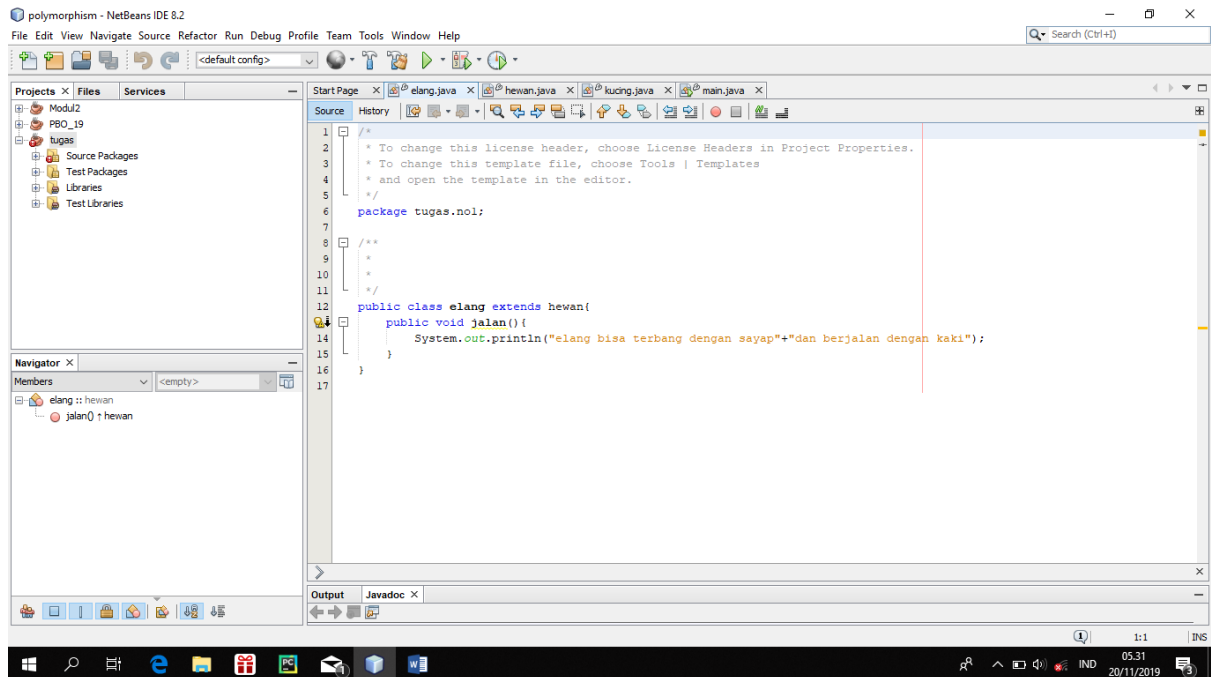 polymorphism - NetBeans IDE 8.2
File Edit View Navigate Source Refactor Run Debug Profile Team Tools Window Help
Search (Ctrl+I)
<default config>
Projects Files Services
Modul2
PBO_19
tugas
Source Packages
Test Packages
Libraries
Test Libraries
Start Page elang.java hewan.java kucing.java main.java
Source History
1 /*
2 * To change this license header, choose License Headers in Project Properties.
3 * To change this template file, choose Tools | Templates
4 * and open the template in the editor.
5 */
6 package tugas.nol;
7
8 /**
9 *
10 *
11 */
12 public class elang extends hewan{
public void jalan(){
14 System.out.println("elang bisa terbang dengan sayap"+"dan berjalan dengan kaki");
15 }
16 }
17
Navigator
Members <empty>
elang :: hewan
jalan() ↑ hewan
Output Javadoc
1 1:1 INS
IND
05.31
20/11/2019